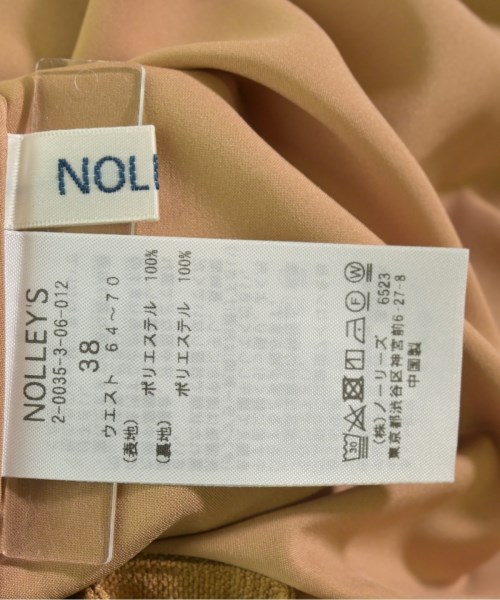 NOLL
NOLLEY'S
2-0035-3-06-012
38
ウエスト 64~70
(表地) ポリエステル 100%
(裏地) ポリエステル 100%
30 F W
(株)ノーリーズ 6523
東京都渋谷区神宮前6-27-8
中国製